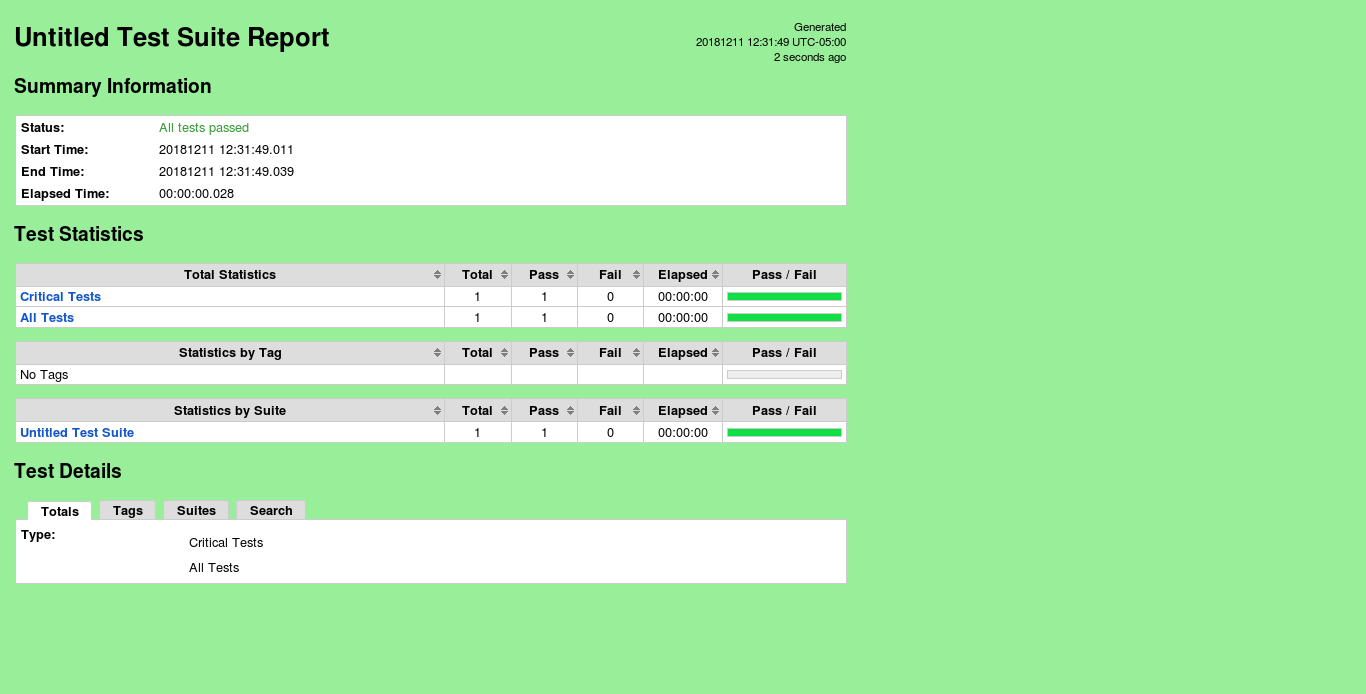 Untitled Test Suite Report
Generated
20181211 12:31:49 UTC-05:00
2 seconds ago
Summary Information
Status: All tests passed
Start Time: 20181211 12:31:49.011
End Time: 20181211 12:31:49.039
Elapsed Time: 00:00:00.028
Test Statistics
Total Statistics Total Pass Fail Elapsed Pass / Fail
Critical Tests 1 1 0 00:00:00
All Tests 1 1 0 00:00:00
Statistics by Tag Total Pass Fail Elapsed Pass / Fail
No Tags
Statistics by Suite Total Pass Fail Elapsed Pass / Fail
Untitled Test Suite 1 1 0 00:00:00
Test Details
Totals Tags Suites Search
Type:
Critical Tests
All Tests